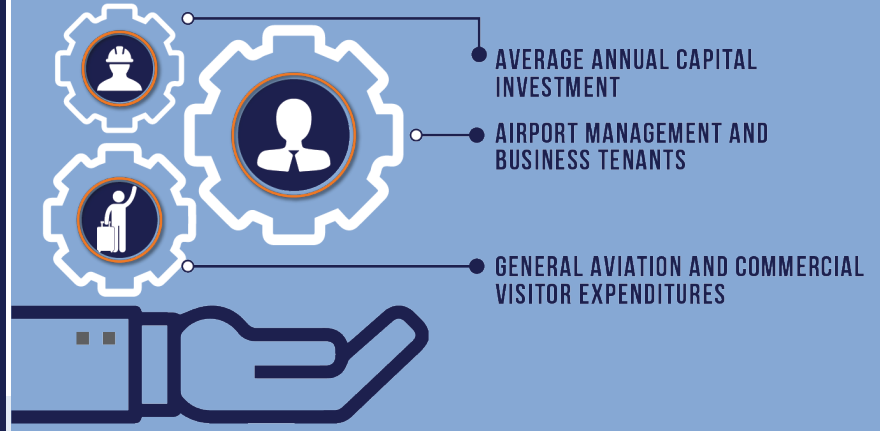 AVERAGE ANNUAL CAPITAL
INVESTMENT
AIRPORT MANAGEMENT AND
BUSINESS TENANTS
GENERAL AVIATION AND COMMERCIAL
VISITOR EXPENDITURES